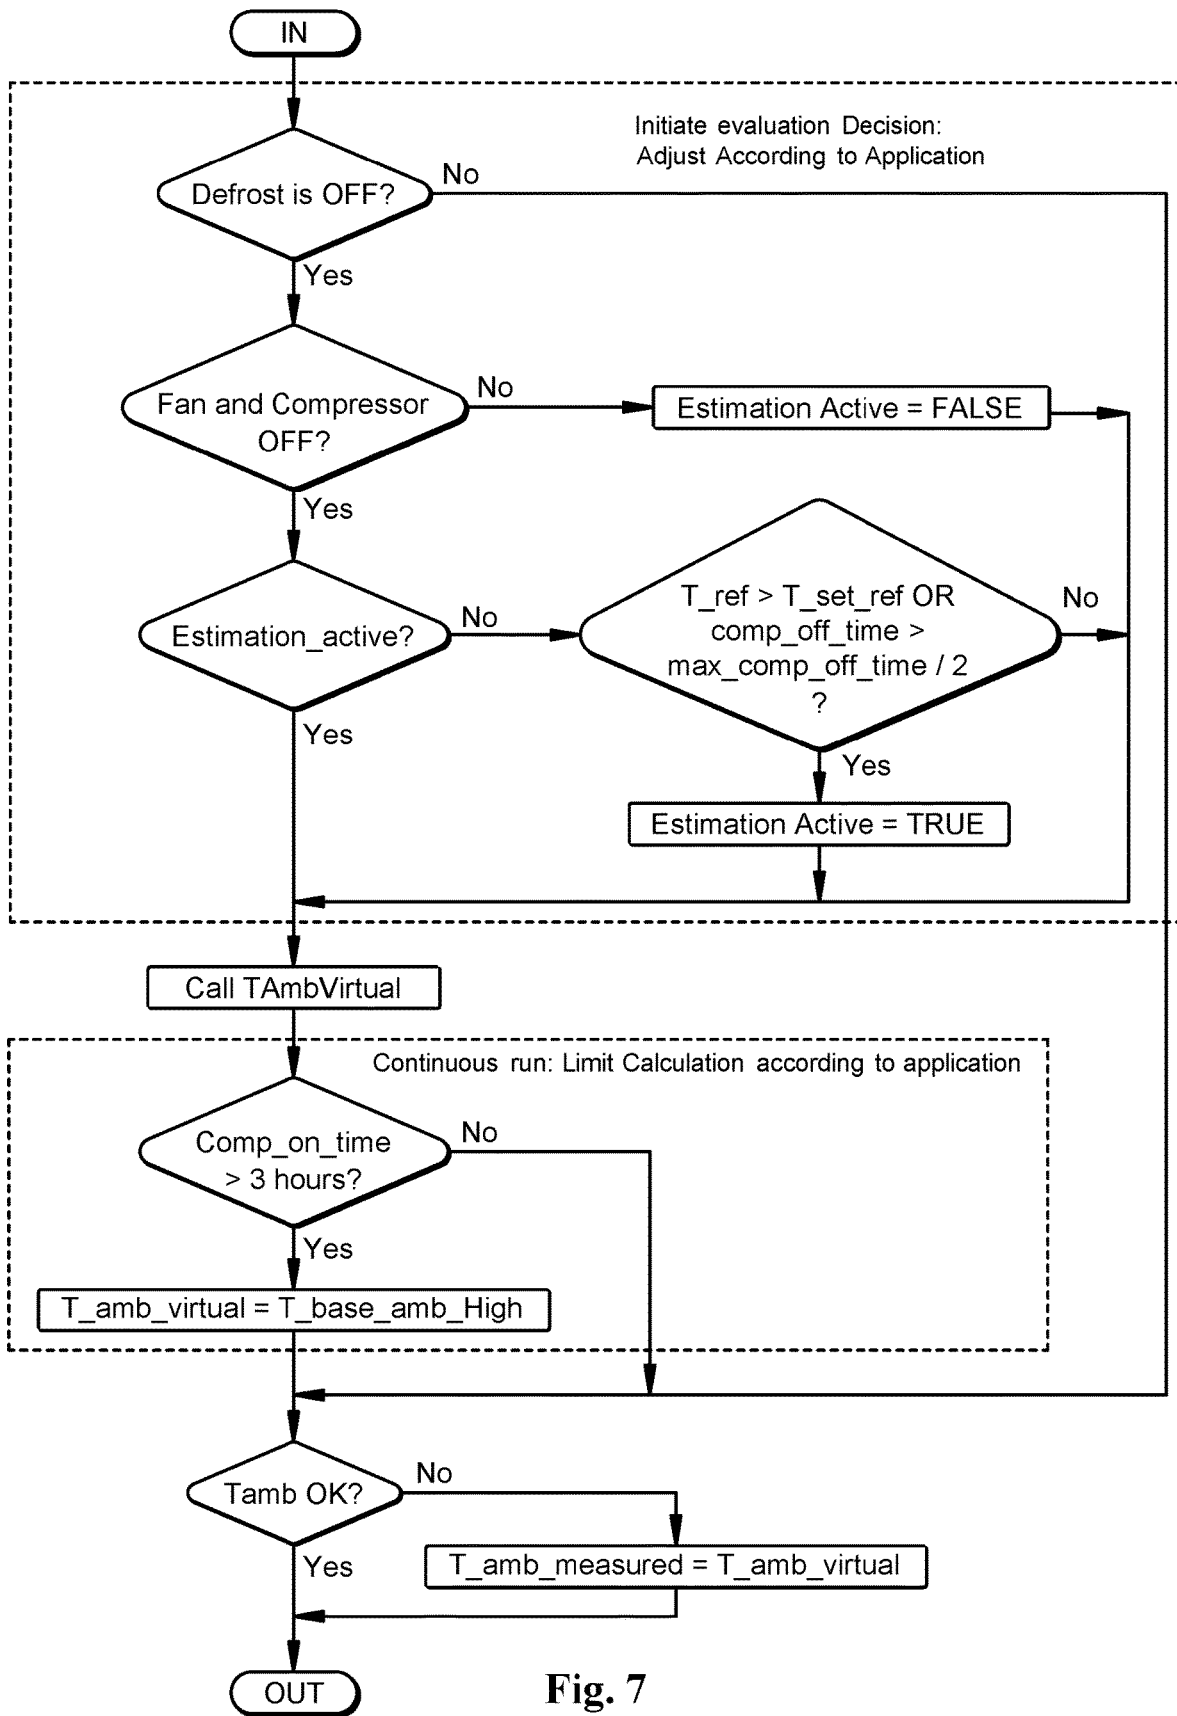 IN
Initiate evaluation Decision:
Adjust According to Application
Defrost is OFF?
No
Yes
Fan and Compressor
OFF?
No
Estimation Active = FALSE
Yes
Estimation_active?
No
T_ref > T_set_ref OR
comp_off_time >
max_comp_off_time / 2
?
No
Yes
Yes
Estimation Active = TRUE
Call TAmbVirtual
Continuous run: Limit Calculation according to application
Comp_on_time
> 3 hours?
No
Yes
T_amb_virtual = T_base_amb_High
Tamb OK?
No
Yes
T_amb_measured = T_amb_virtual
OUT
Fig. 7